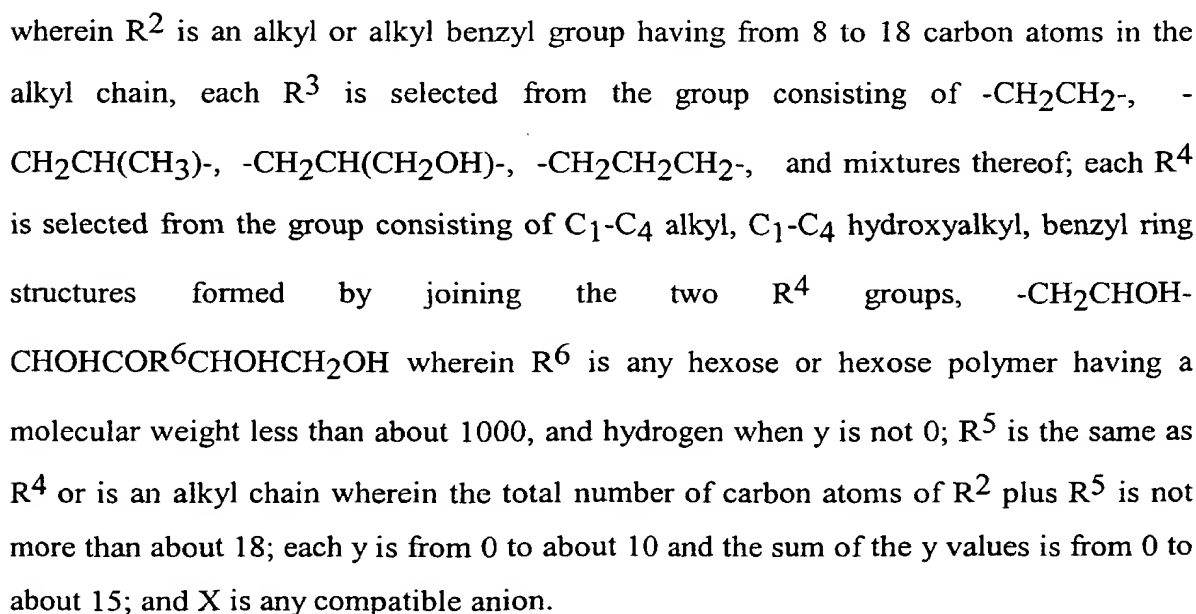 wherein R² is an alkyl or alkyl benzyl group having from 8 to 18 carbon atoms in the
alkyl chain, each R³ is selected from the group consisting of -CH₂CH₂-, -
CH₂CH(CH₃)-, -CH₂CH(CH₂OH)-, -CH₂CH₂CH₂-, and mixtures thereof; each R⁴
is selected from the group consisting of C₁-C₄ alkyl, C₁-C₄ hydroxyalkyl, benzyl ring
structures formed by joining the two R⁴ groups, -CH₂CHOH-
CHOHCOR⁶CHOHCH₂OH wherein R⁶ is any hexose or hexose polymer having a
molecular weight less than about 1000, and hydrogen when y is not 0; R⁵ is the same as
R⁴ or is an alkyl chain wherein the total number of carbon atoms of R² plus R⁵ is not
more than about 18; each y is from 0 to about 10 and the sum of the y values is from 0 to
about 15; and X is any compatible anion.